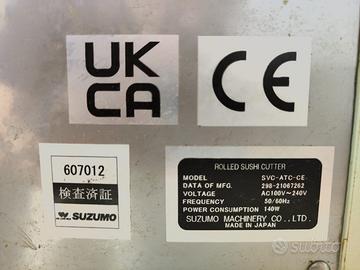 UK
CA
CE
607012
検査済証
SUZUMO
ROLLED SUSHI CUTTER
MODEL SVC-ATC-CE
DATA OF MFG. 298-21067262
VOLTAGE AC100V~240V
FREQUENCY 50/60Hz
POWER CONSUMPTION 140W
SUZUMO MACHINERY CO..,LTD.
MADE IN JAPAN
subito